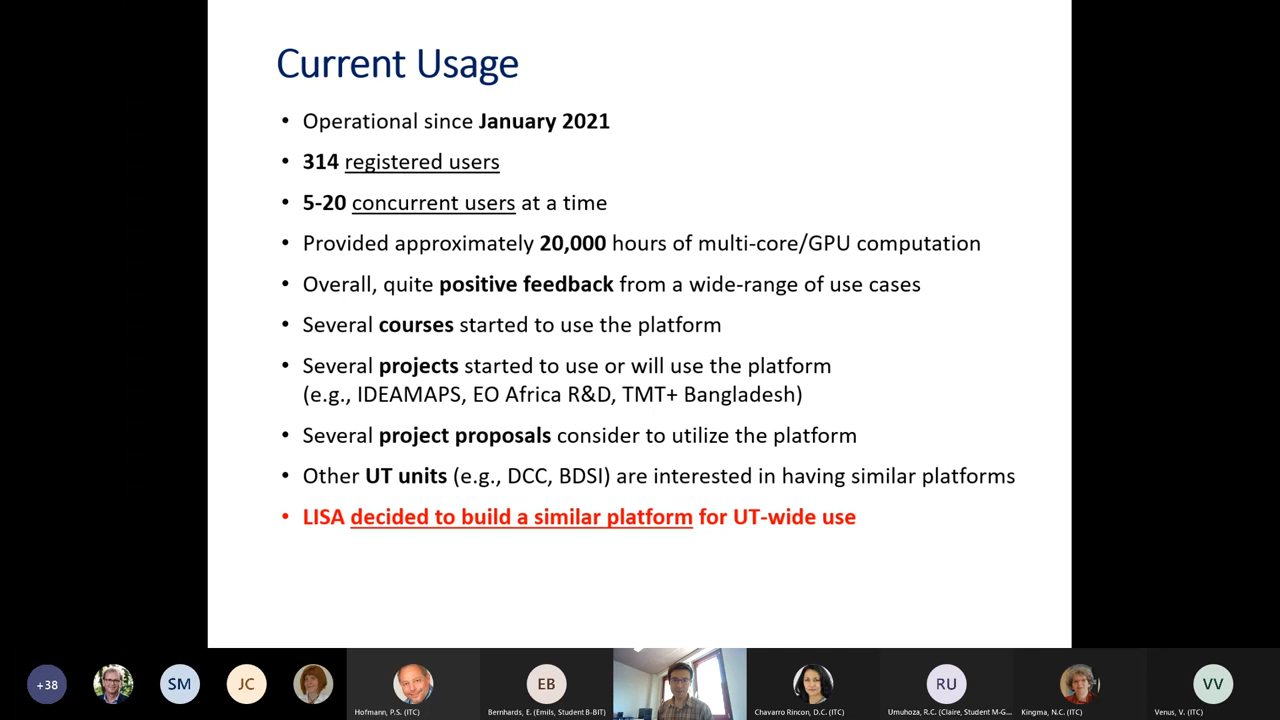 Current Usage
• Operational since January 2021
• 314 registered users
• 5-20 concurrent users at a time
• Provided approximately 20,000 hours of multi-core/GPU computation
• Overall, quite positive feedback from a wide-range of use cases
• Several courses started to use the platform
• Several projects started to use or will use the platform
(e.g., IDEAMAPS, EO Africa R&D, TMT+ Bangladesh)
• Several project proposals consider to utilize the platform
• Other UT units (e.g., DCC, BDSI) are interested in having similar platforms
• LISA decided to build a similar platform for UT-wide use
+38
SM
JC
EB
RU
VV
Hofmann, P.S. (ITC)
Bernhards, E. (Emils, Student B-BIT)
Chavarro Rincon, D.C. (ITC)
Umuhoza, R.C. (Claire, Student M-G...
Kingma, N.C. (ITC)
Venus, V. (ITC)